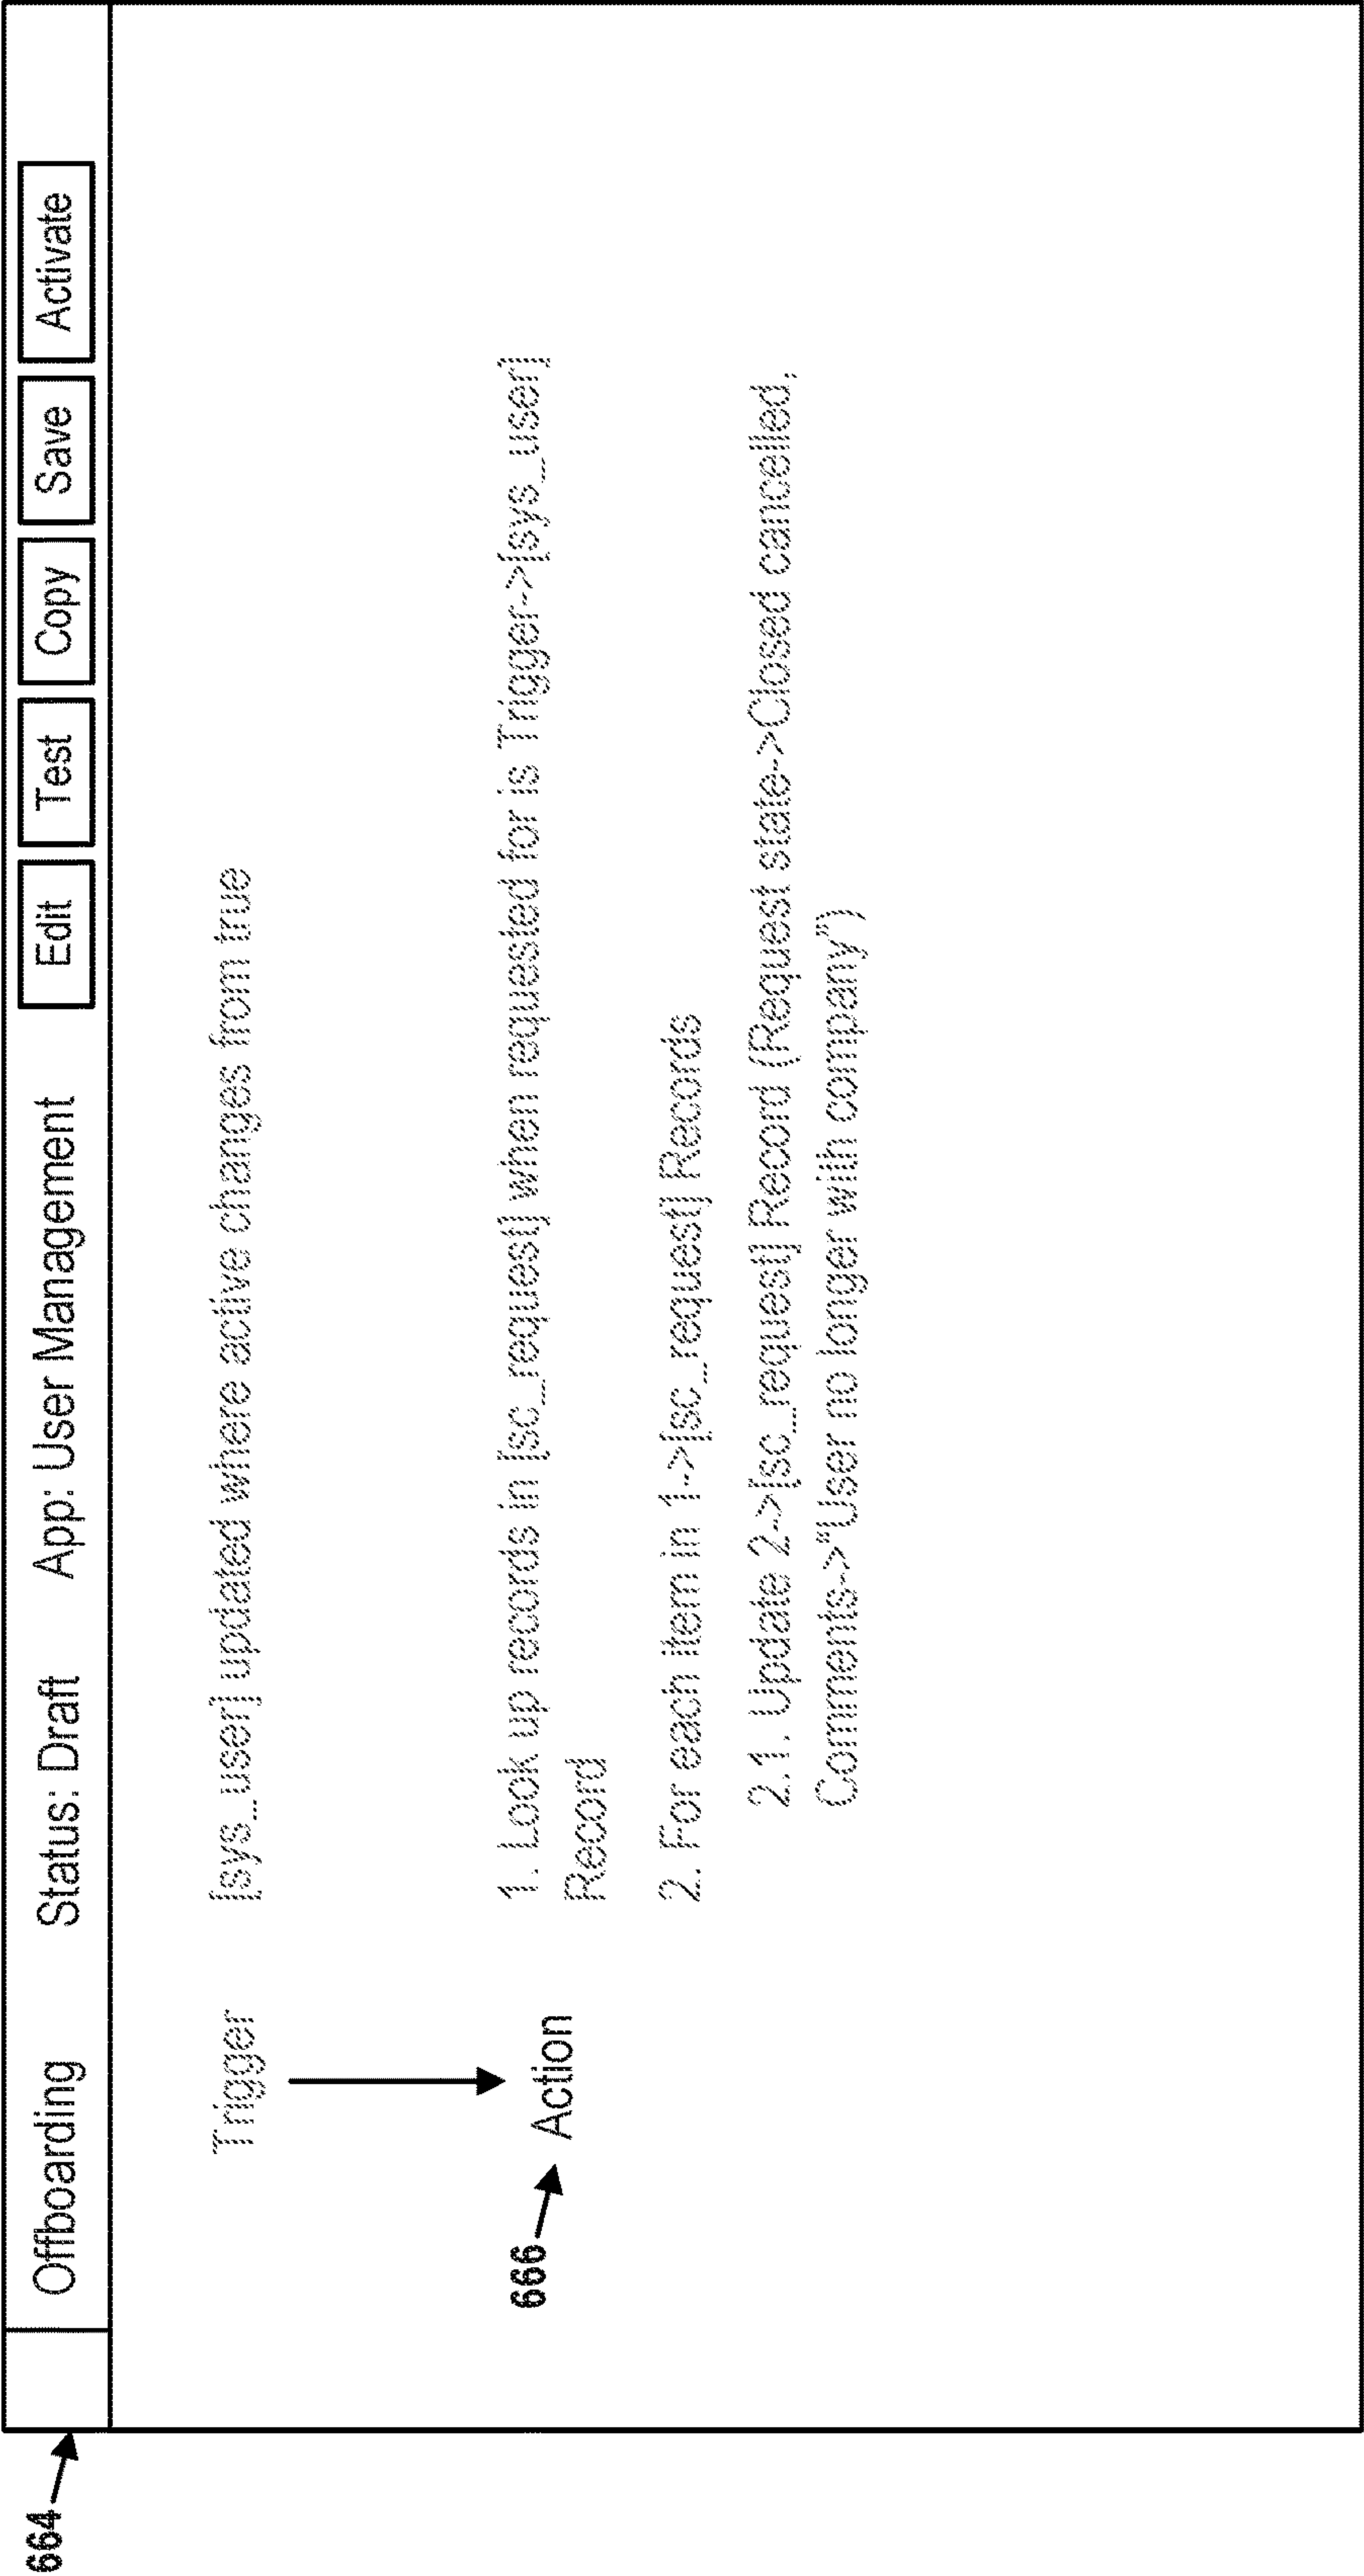 664
Offboarding Status: Draft App: User Management Edit Test Copy Save Activate
Trigger [sys_user] updated where active changes from true
666 Action
1. Look up records in [sc_request] when requested for is Trigger->[sys_user]
Record
2. For each item in 1->[sc_request] Records
2.1. Update 2->[sc_request] Record (Request state->Closed cancelled,
Comments->"User no longer with company")